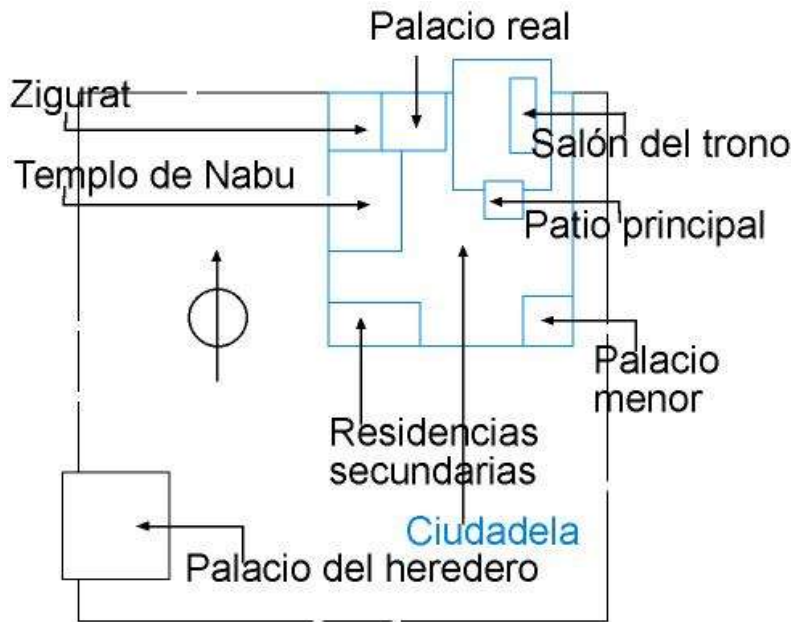 Palacio real
Zigurat
Salón del trono
Templo de Nabu
Patio principal
Palacio
menor
Residencias
secundarias
Ciudadela
Palacio del heredero